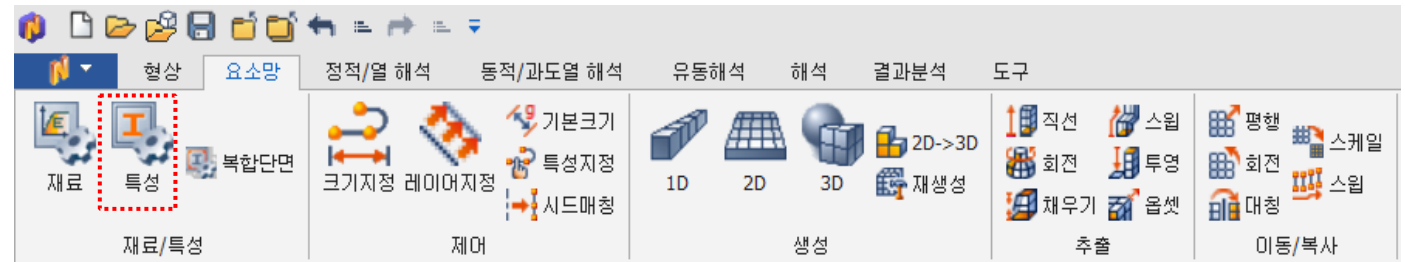 형상 요소망 정적/열 해석 동적/과도열 해석 유동해석 해석 결과분석 도구
재료 특성 복합단면
재료/특성
크기지정 레이어지정 기본크기
특성지정
시드매칭
제어
1D 2D 3D 2D->3D
재생성
생성
직선 스윕
회전 투영
채우기 옵셋
추출
평행 스케일
회전 스윕
대칭
이동/복사